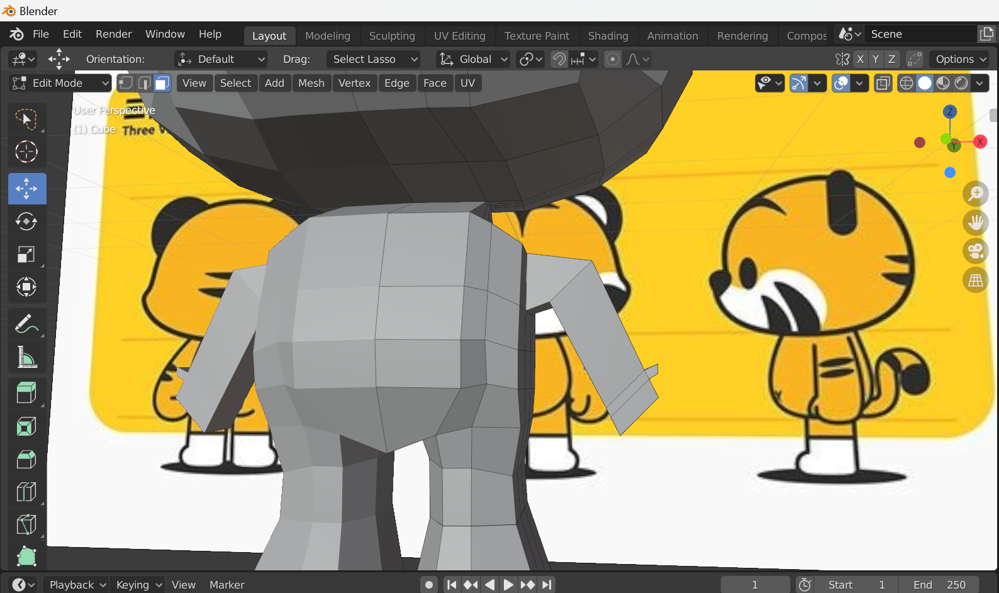 Blender
File Edit Render Window Help Layout Modeling Sculpting UV Editing Texture Paint Shading Animation Rendering Compos Scene
Orientation: Default Drag: Select Lasso Global X Y Z Options
Edit Mode View Select Add Mesh Vertex Edge Face UV
User Perspective
(1) Cube
Three
Z
X
Y
Playback Keying View Marker 1 Start 1 End 250